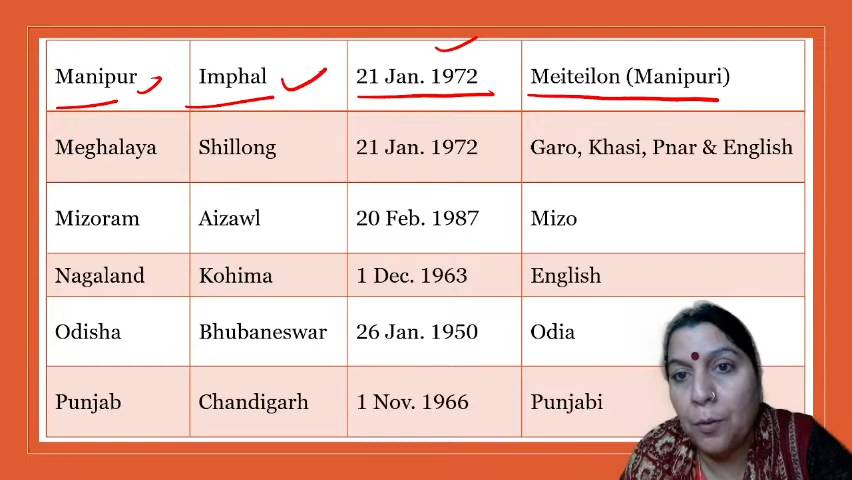 Manipur Imphal 21 Jan. 1972 Meiteilon (Manipuri)
Meghalaya Shillong 21 Jan. 1972 Garo, Khasi, Pnar & English
Mizoram Aizawl 20 Feb. 1987 Mizo
Nagaland Kohima 1 Dec. 1963 English
Odisha Bhubaneswar 26 Jan. 1950 Odia
Punjab Chandigarh 1 Nov. 1966 Punjabi